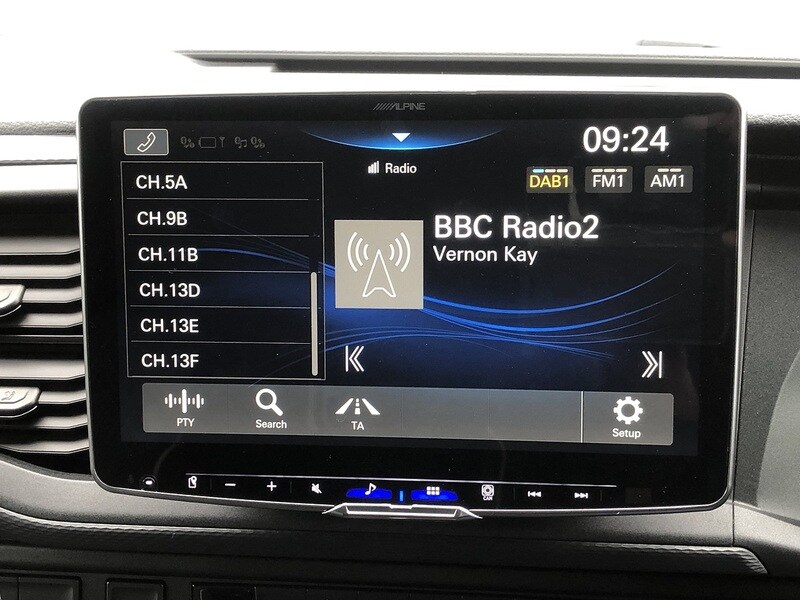 ALPINE
09:24
Radio
DAB1 FM1 AM1
CH.5A
CH.9B
CH.11B
CH.13D
CH.13E
CH.13F
BBC Radio2
Vernon Kay
PTY
Search
TA
Setup
CAM